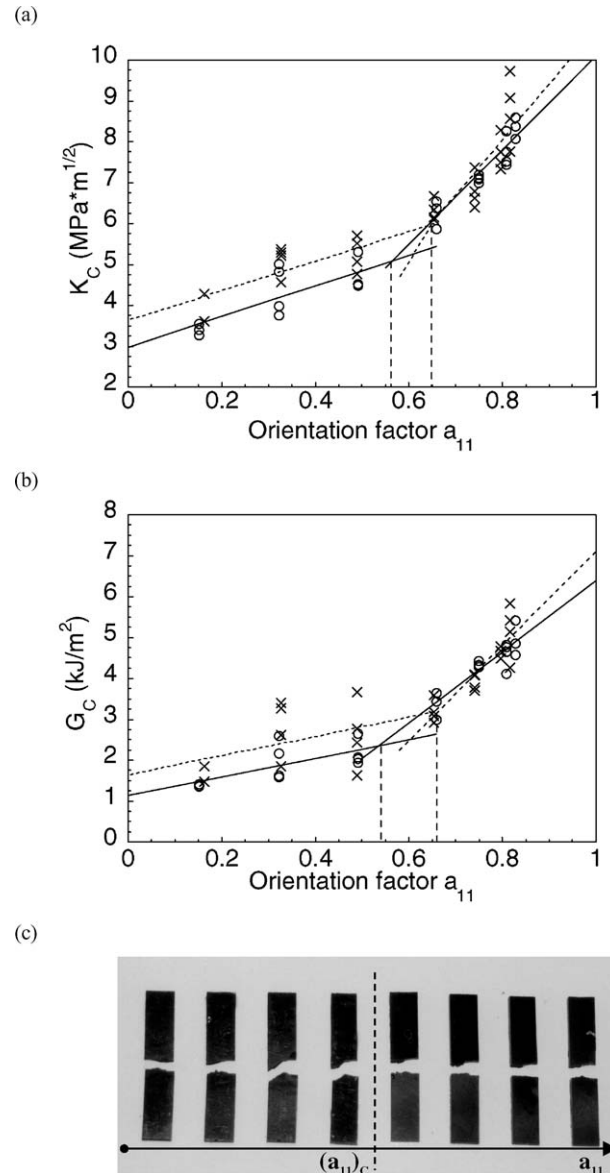 (a)
10
9
8
7
6
5
4
3
2
K_C (MPa*m^1/2)
0 0.2 0.4 0.6 0.8 1
Orientation factor a_11
(b)
8
7
6
5
4
3
2
1
0
G_C (kJ/m²)
0 0.2 0.4 0.6 0.8 1
Orientation factor a_11
(c)
(a_11)_C a_11